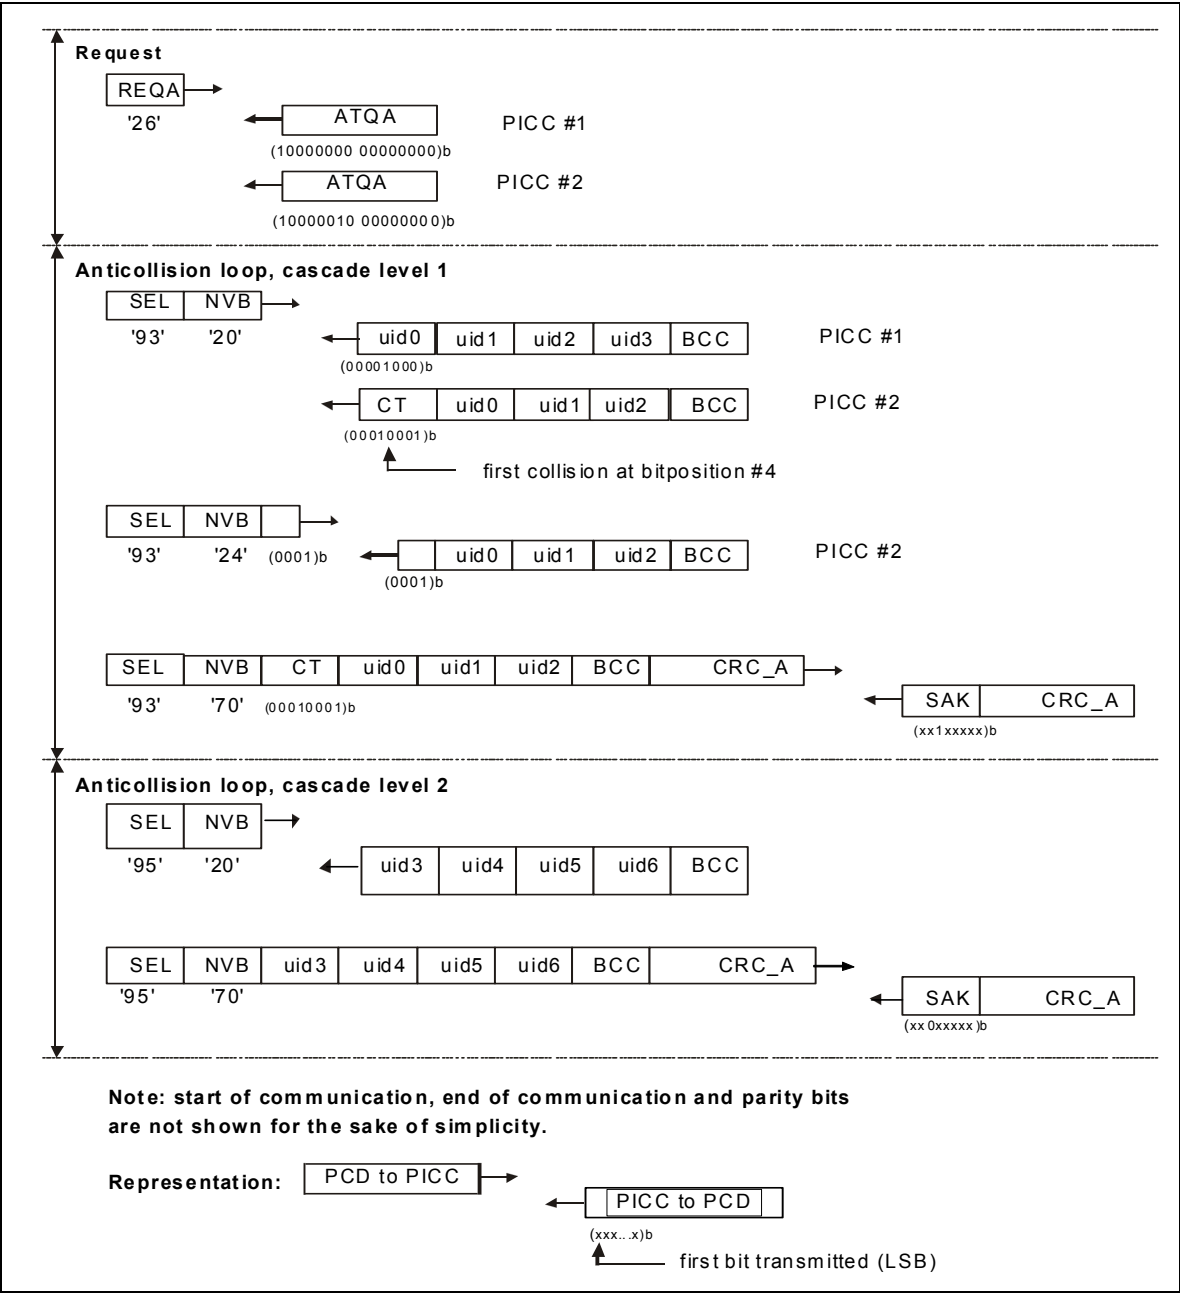 Request
REQA
'26'
ATQA PICC #1
(10000000 00000000)b
ATQA PICC #2
(10000010 00000000)b
Anticollision loop, cascade level 1
SEL NVB
'93' '20'
uid0 uid1 uid2 uid3 BCC PICC #1
(00001000)b
CT uid0 uid1 uid2 BCC PICC #2
(00010001)b
first collision at bitposition #4
SEL NVB
'93' '24' (0001)b
uid0 uid1 uid2 BCC PICC #2
(0001)b
SEL NVB CT uid0 uid1 uid2 BCC CRC_A
'93' '70' (00010001)b
SAK CRC_A
(xx1xxxxx)b
Anticollision loop, cascade level 2
SEL NVB
'95' '20'
uid3 uid4 uid5 uid6 BCC
SEL NVB uid3 uid4 uid5 uid6 BCC CRC_A
'95' '70'
SAK CRC_A
(xx0xxxxx)b
Note: start of communication, end of communication and parity bits
are not shown for the sake of simplicity.
Representation: PCD to PICC
PICC to PCD
(xxx...x)b
first bit transmitted (LSB)